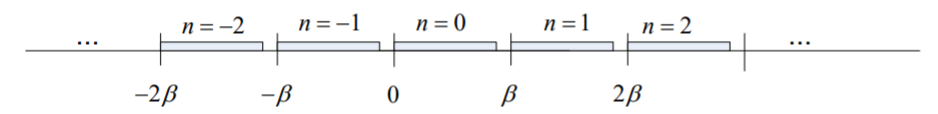 n = −2 n = −1 n = 0 n = 1 n = 2
... ...
−2β −β 0 β 2β